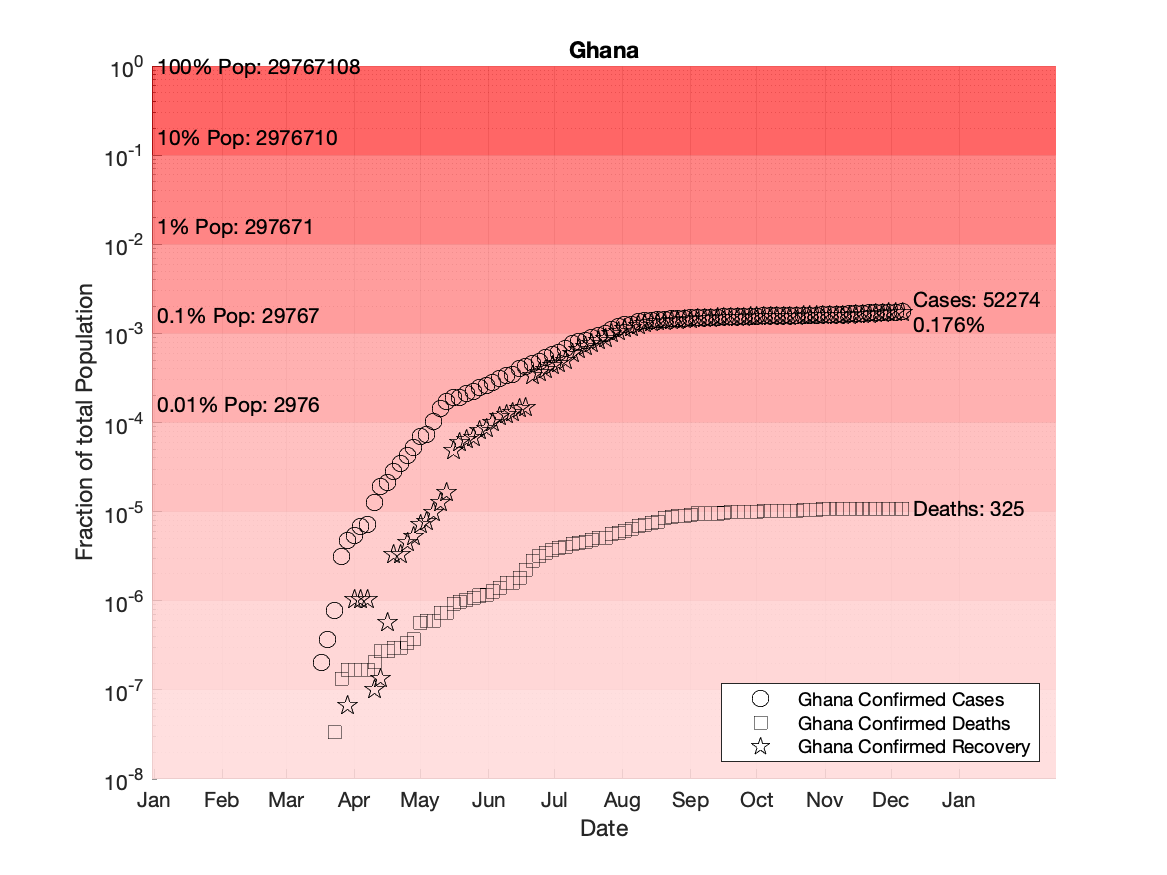 Ghana
10^0
100% Pop: 29767108
10% Pop: 2976710
10^-1
1% Pop: 297671
10^-2
0.1% Pop: 29767
10^-3
0.01% Pop: 2976
10^-4
10^-5
10^-6
10^-7
10^-8
Fraction of total Population
Cases: 52274
0.176%
Deaths: 325
Ghana Confirmed Cases
Ghana Confirmed Deaths
Ghana Confirmed Recovery
Jan Feb Mar Apr May Jun Jul Aug Sep Oct Nov Dec Jan
Date